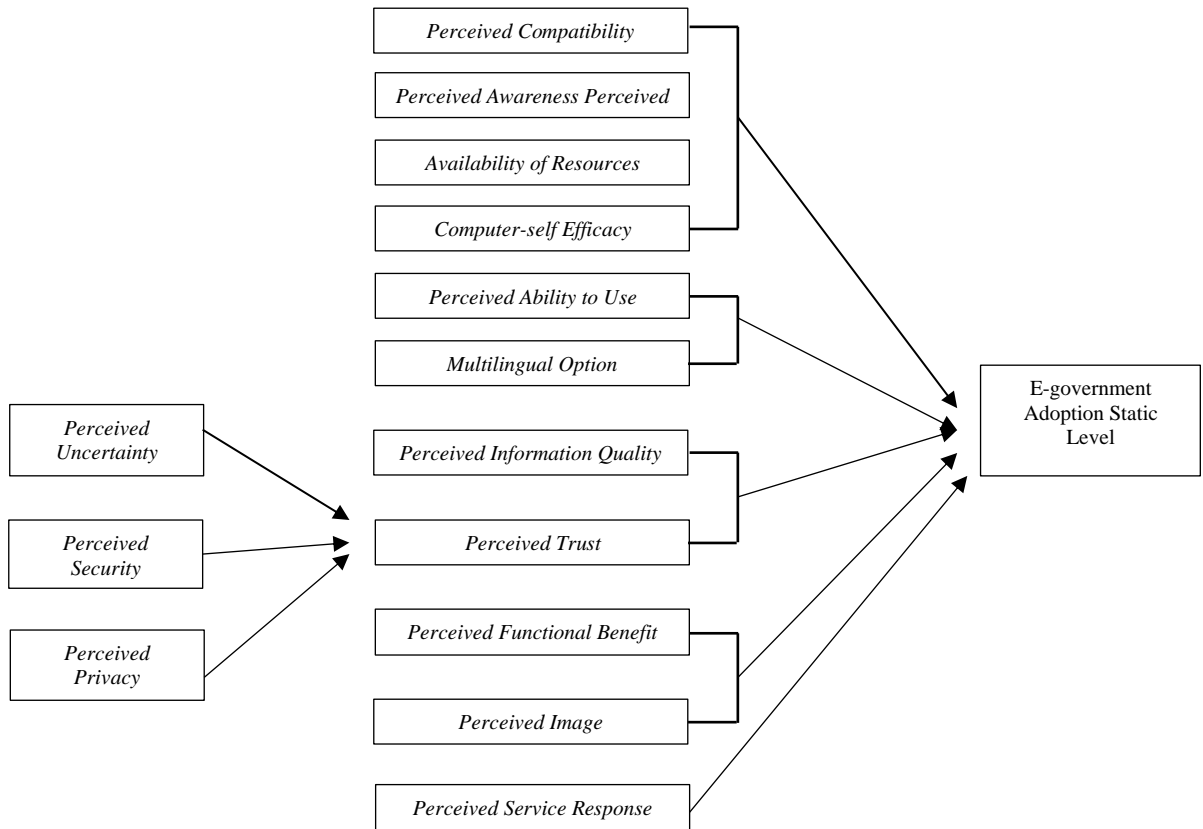 Perceived Compatibility
Perceived Awareness Perceived
Availability of Resources
Computer-self Efficacy
Perceived Ability to Use
Multilingual Option
Perceived Information Quality
Perceived Trust
Perceived Functional Benefit
Perceived Image
Perceived Service Response
Perceived
Uncertainty
Perceived
Security
Perceived
Privacy
E-government
Adoption Static
Level